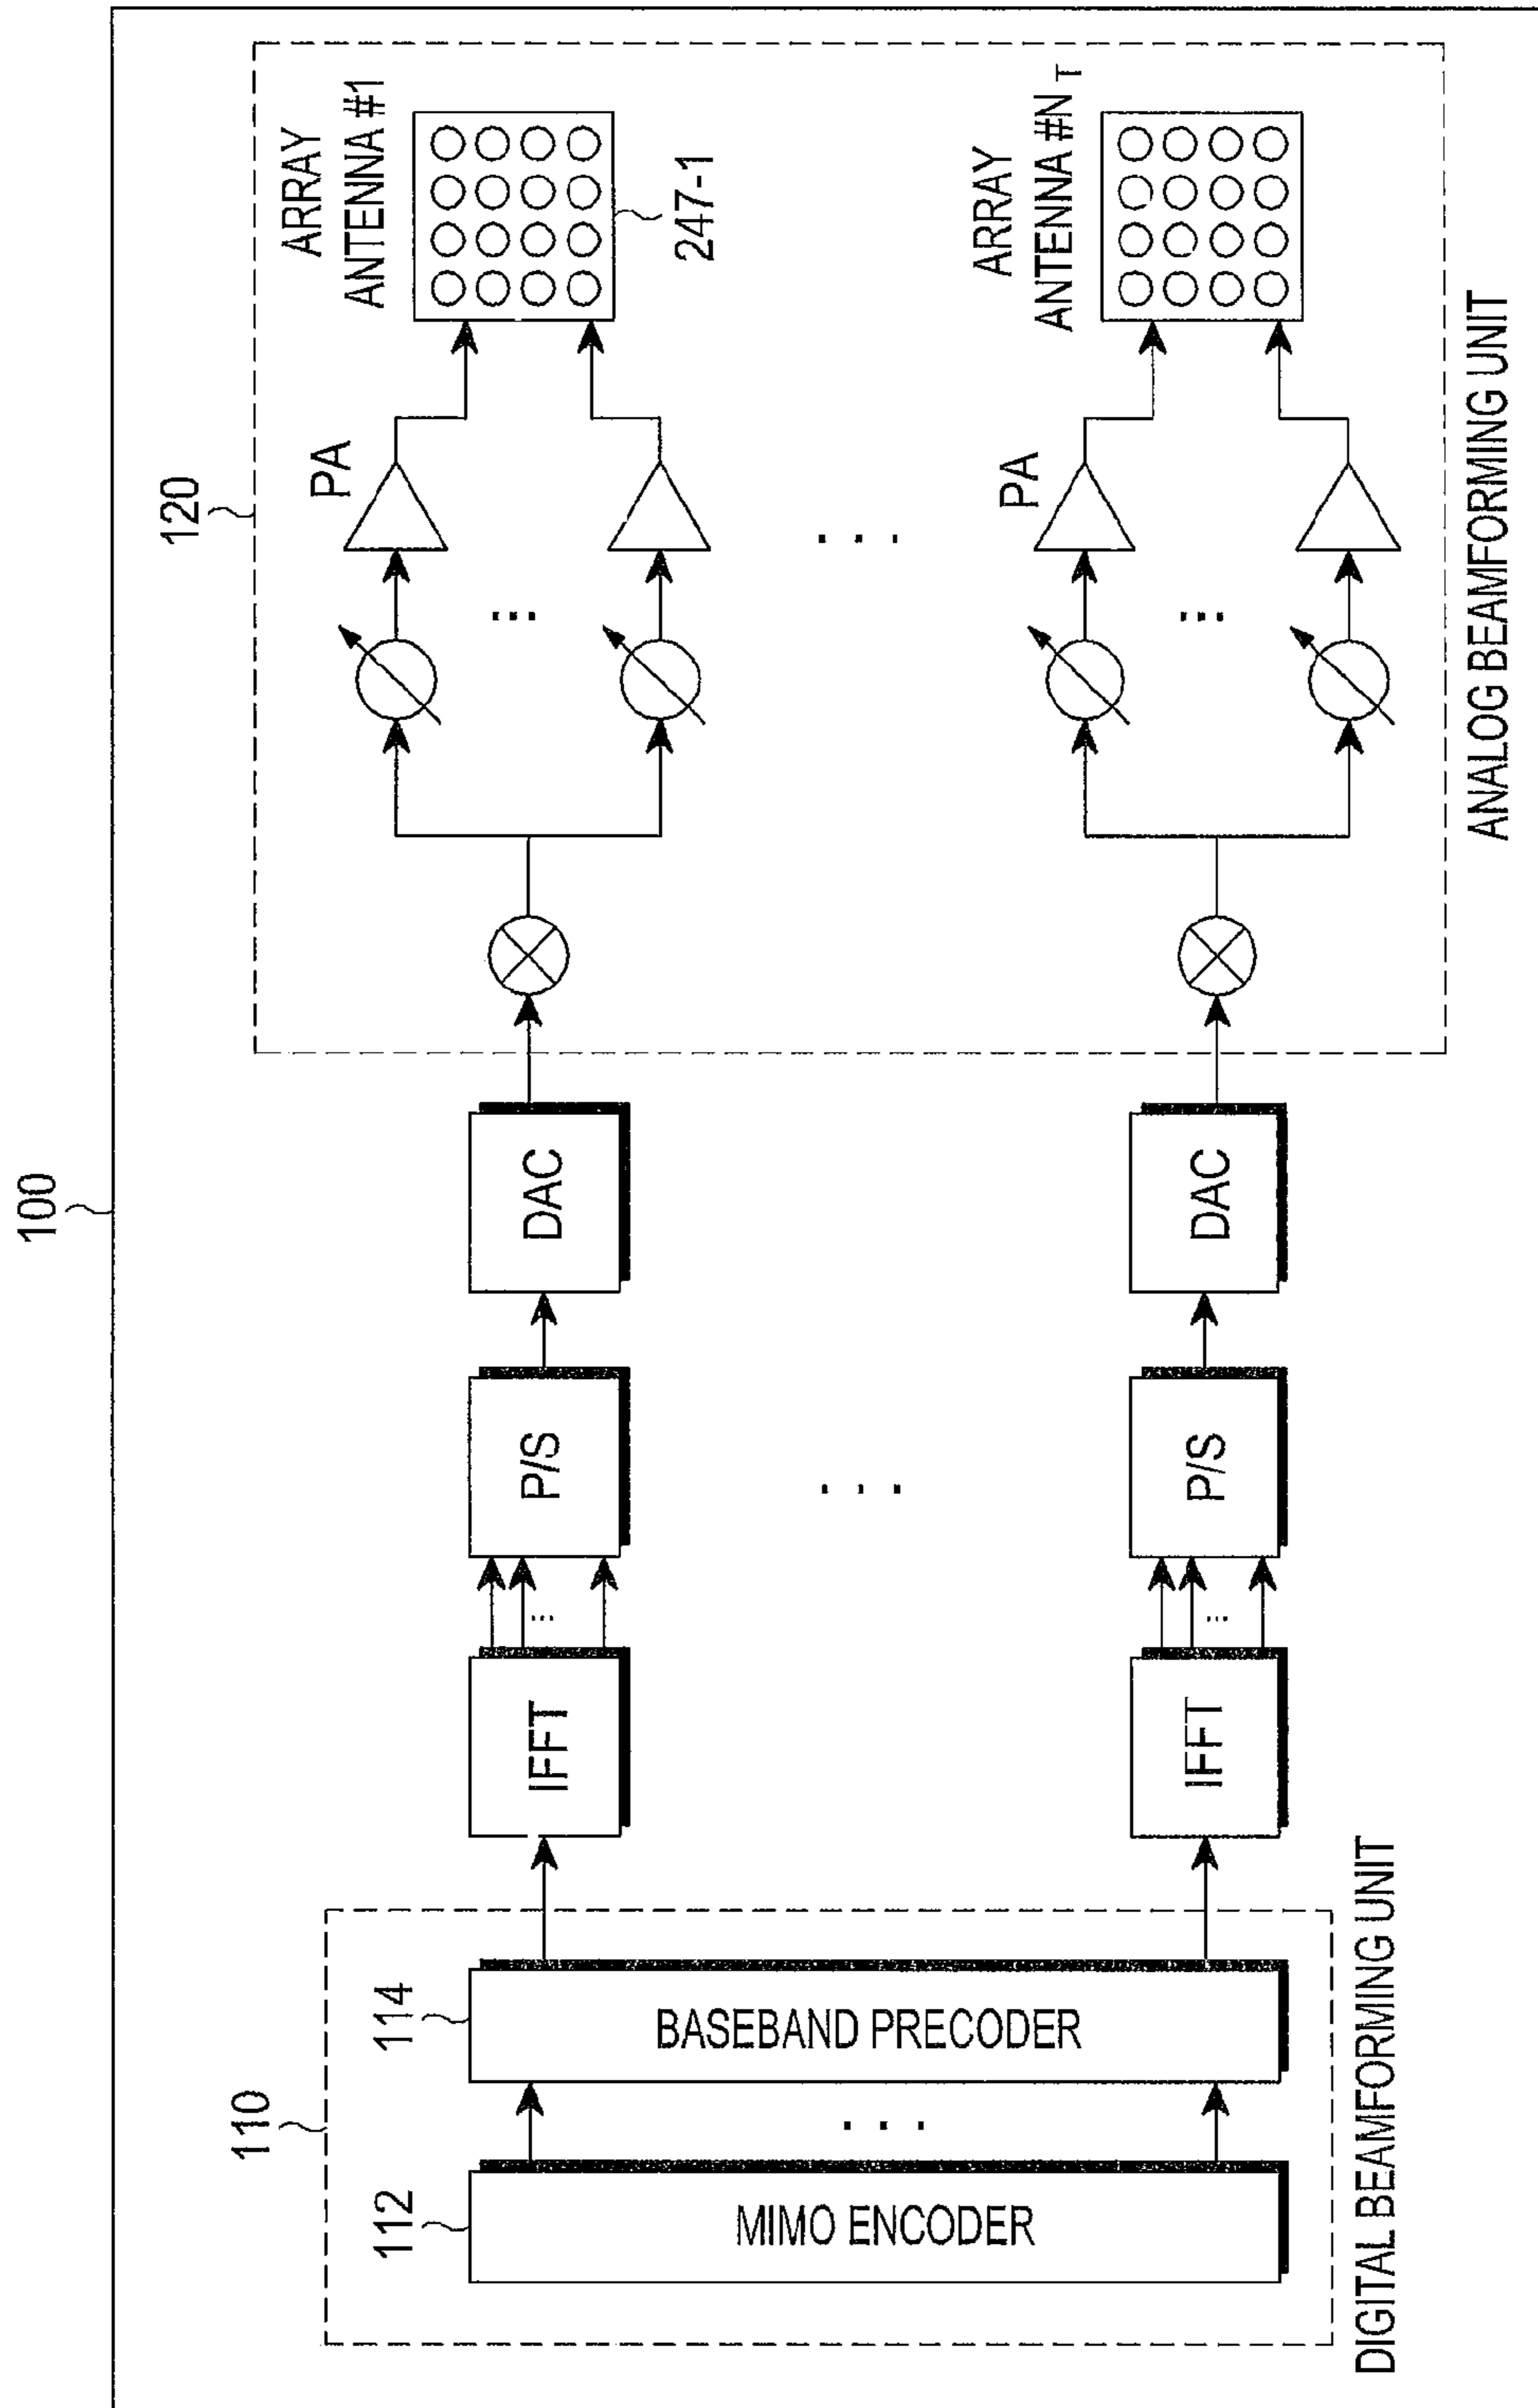 100
110
112
MIMO ENCODER
114
BASEBAND PRECODER
DIGITAL BEAMFORMING UNIT
IFFT
P/S
DAC
IFFT
P/S
DAC
120
PA
ARRAY
ANTENNA #1
247-1
PA
ARRAY
ANTENNA #N T
ANALOG BEAMFORMING UNIT